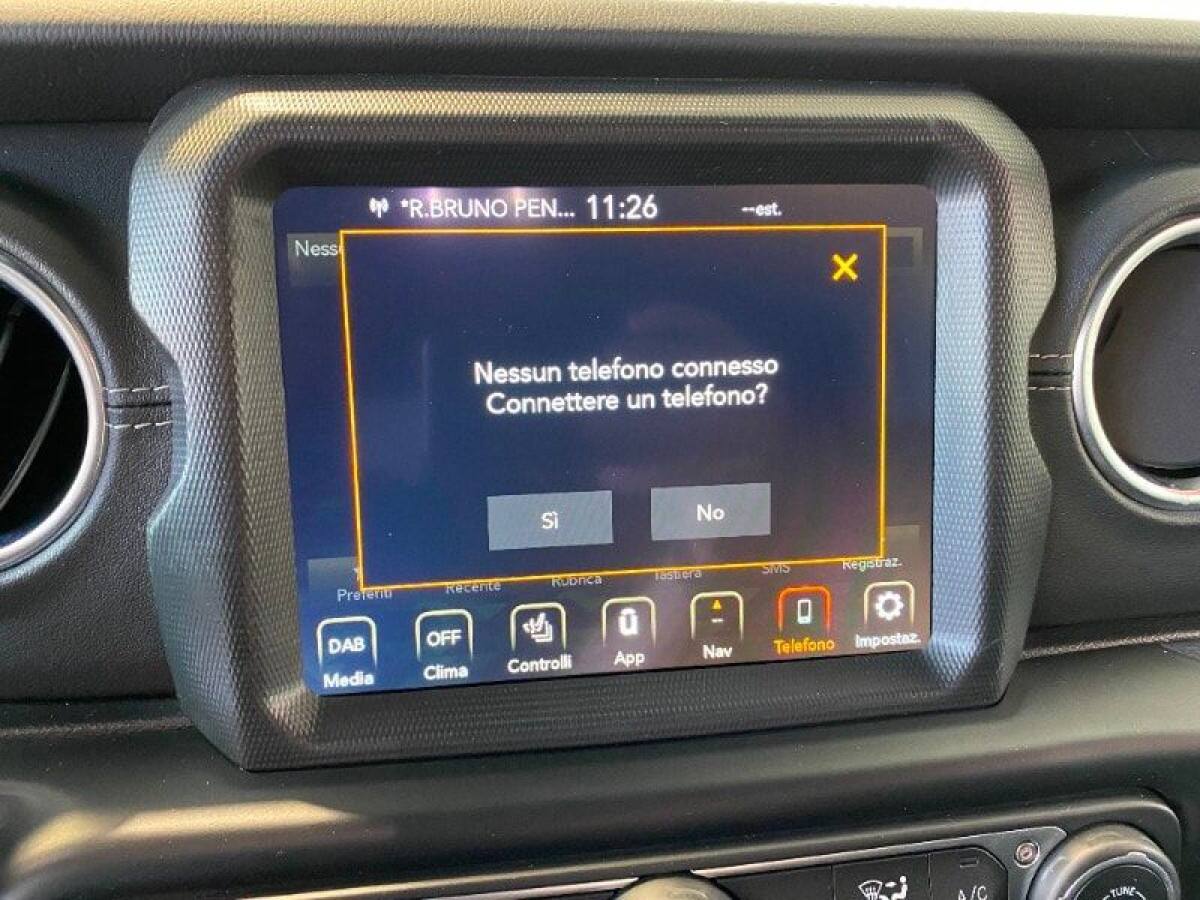 *R.BRUNO PEN... 11:26 --est.
Ness
Nessun telefono connesso
Connettere un telefono?
Sì No
Preferiti Recente Rubrica Tastiera SMS Registraz.
DAB OFF ū --
Media Clima Controlli App Nav Telefono Impostaz.
A/C TUNE